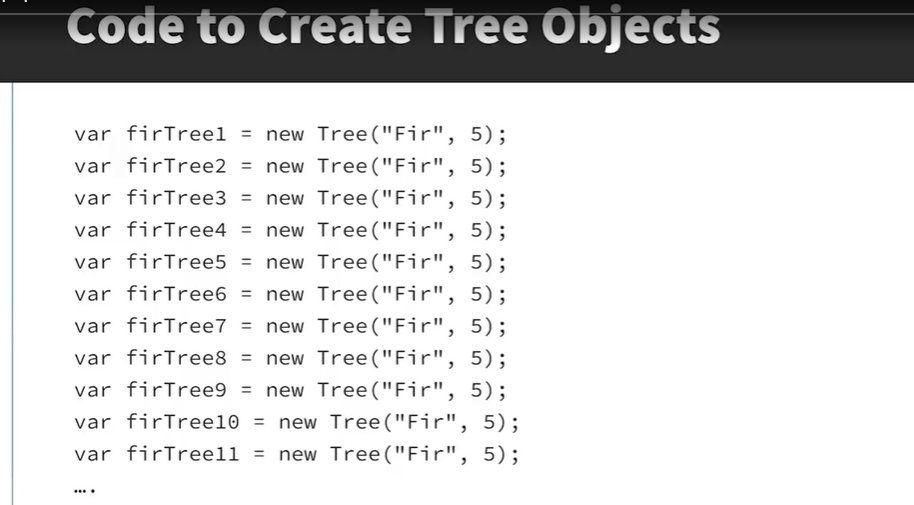 Code to Create Tree Objects
var firTree1 = new Tree("Fir", 5);
var firTree2 = new Tree("Fir", 5);
var firTree3 = new Tree("Fir", 5);
var firTree4 = new Tree("Fir", 5);
var firTree5 = new Tree("Fir", 5);
var firTree6 = new Tree("Fir", 5);
var firTree7 = new Tree("Fir", 5);
var firTree8 = new Tree("Fir", 5);
var firTree9 = new Tree("Fir", 5);
var firTree10 = new Tree("Fir", 5);
var firTree11 = new Tree("Fir", 5);
….